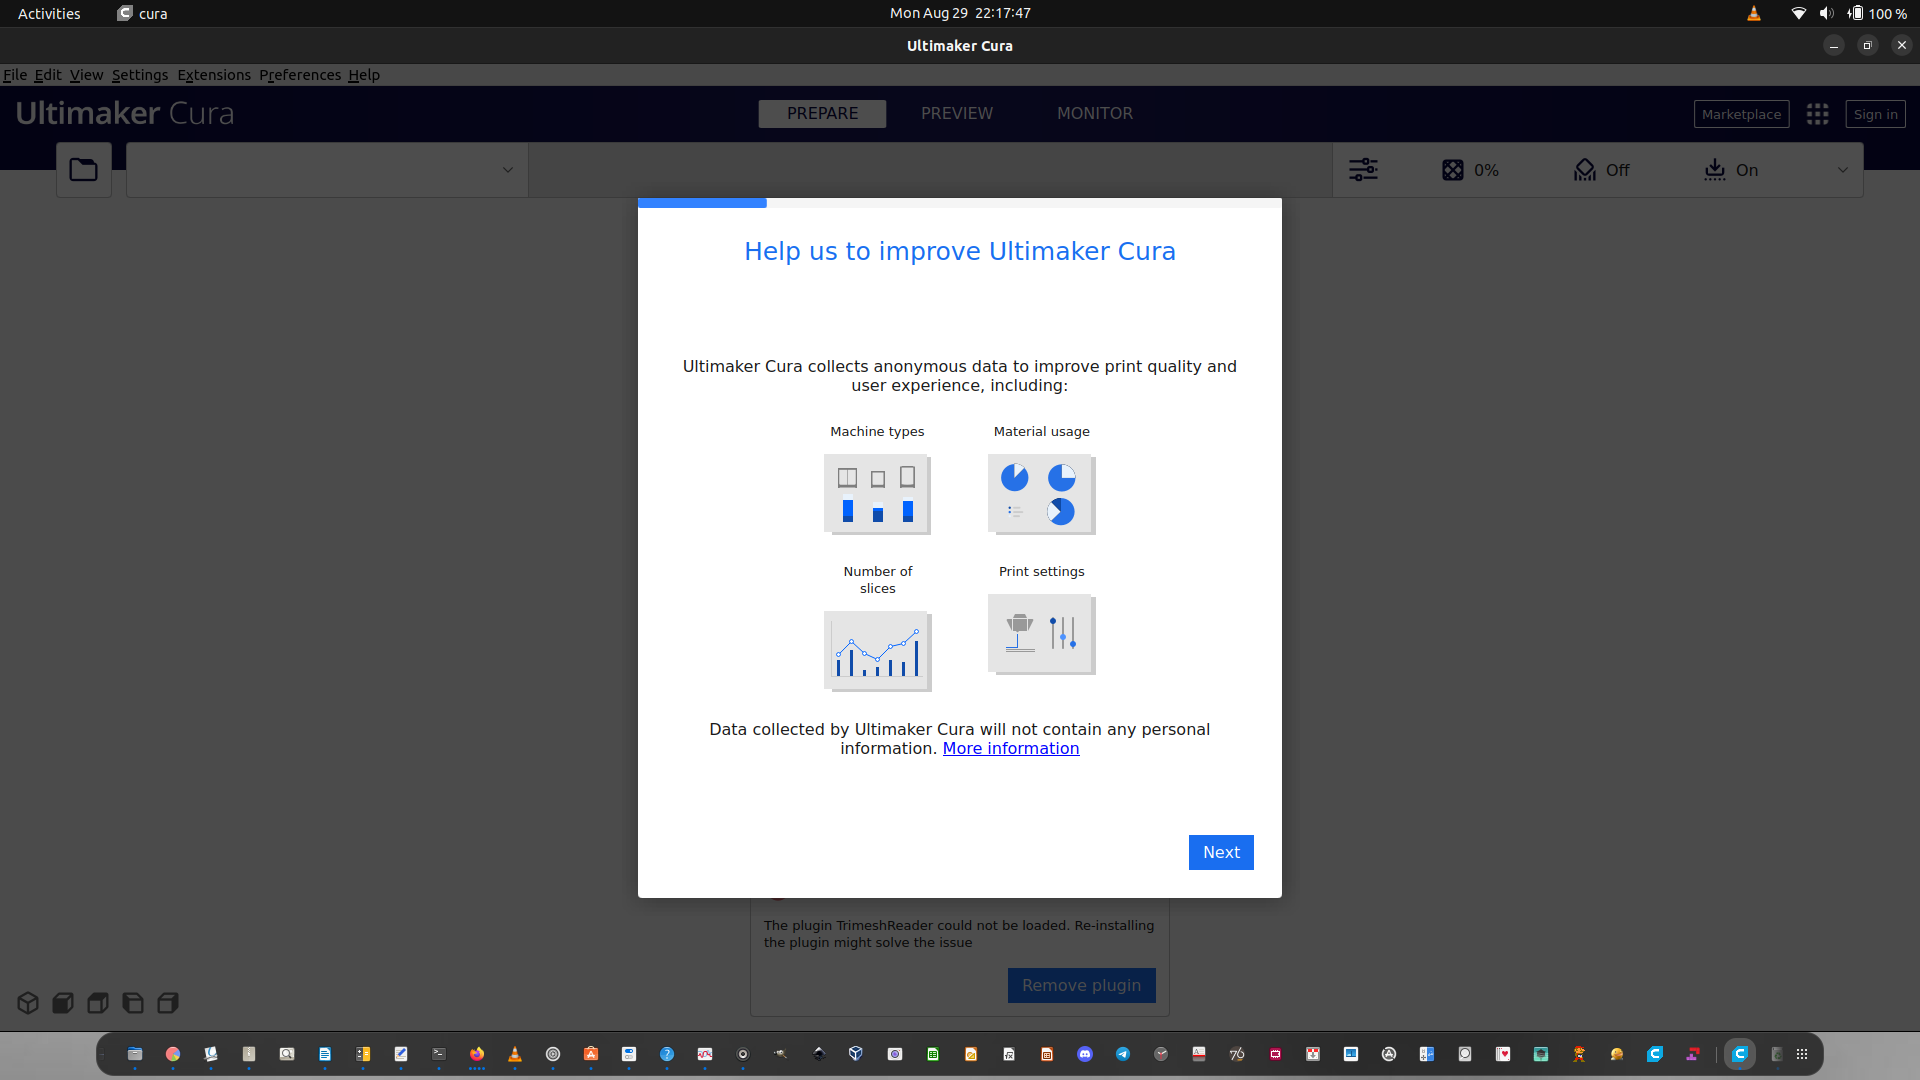 Activities
cura
Mon Aug 29 22:17:47
100 %
Ultimaker Cura
File Edit View Settings Extensions Preferences Help
Ultimaker Cura
PREPARE
PREVIEW
MONITOR
Marketplace
Sign in
0%
Off
On
Help us to improve Ultimaker Cura
Ultimaker Cura collects anonymous data to improve print quality and
user experience, including:
Machine types
Material usage
Number of
slices
Print settings
Data collected by Ultimaker Cura will not contain any personal
information. More information
Next
The plugin TrimeshReader could not be loaded. Re-installing
the plugin might solve the issue
Remove plugin